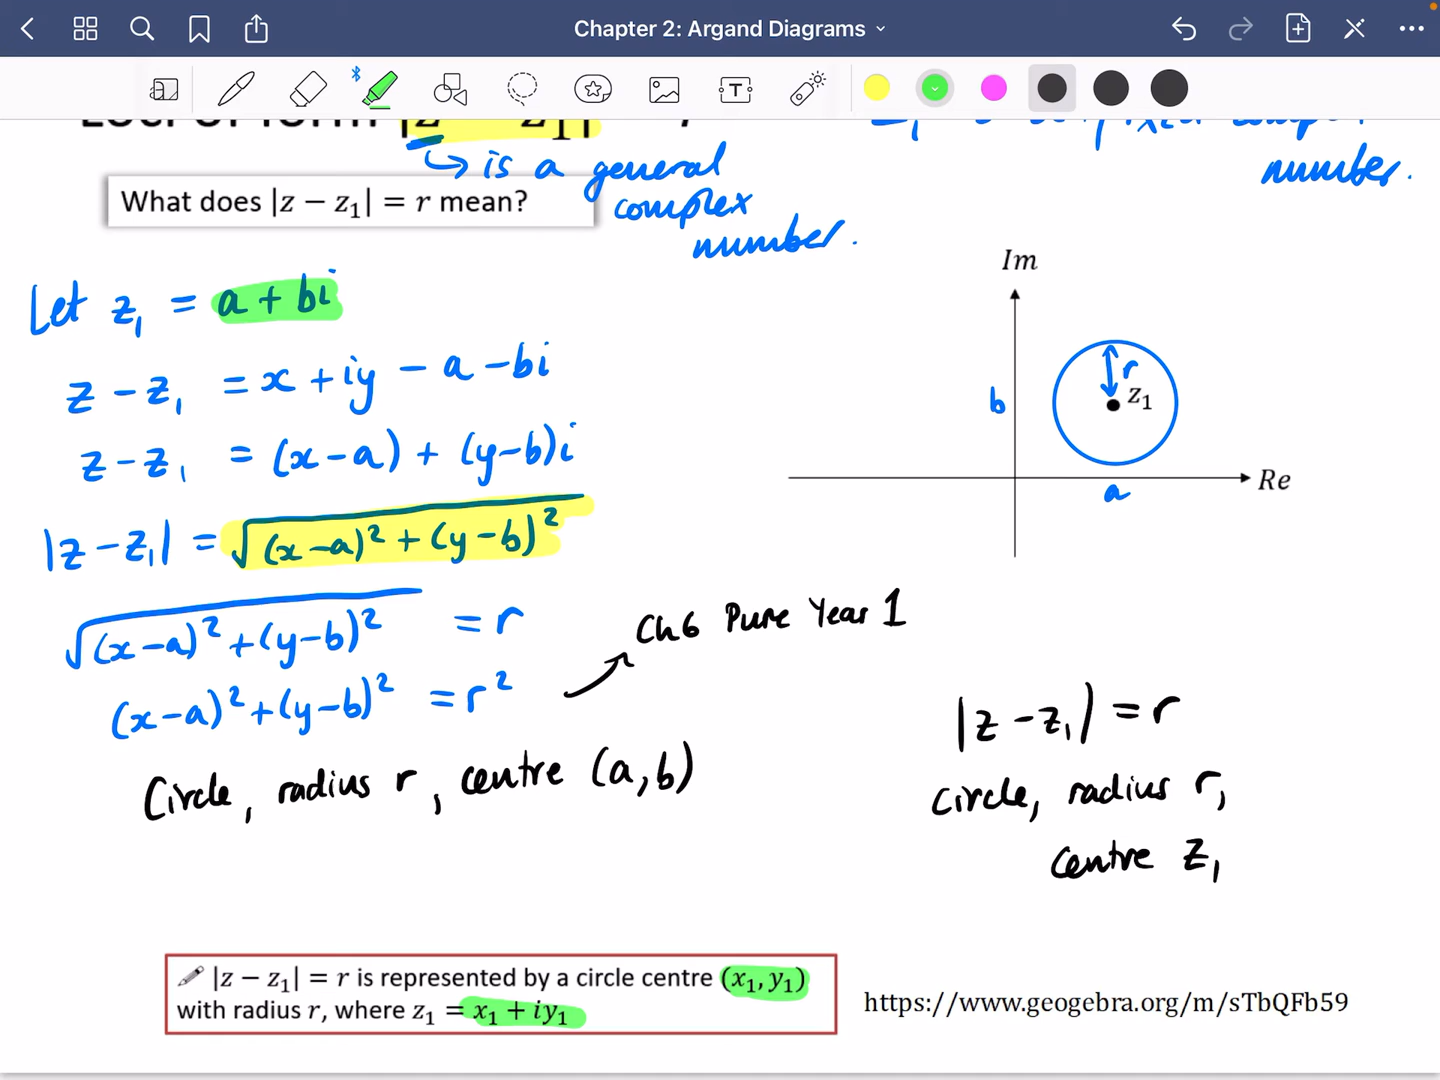 Chapter 2: Argand Diagrams
is a general
complex
number.
number.
What does |z − z₁| = r mean?
Let z₁ = a + bi
z − z₁ = x + iy − a − bi
z − z₁ = (x−a) + (y−b)i
|z − z₁| = √((x−a)² + (y−b)²)
√((x−a)² + (y−b)²) = r
(x−a)² + (y−b)² = r²
Ch6 Pure Year 1
Circle, radius r, centre (a,b)
Im
r
b
z₁
Re
a
|z − z₁| = r
circle, radius r,
centre z₁
|z − z₁| = r is represented by a circle centre (x₁, y₁)
with radius r, where z₁ = x₁ + iy₁
https://www.geogebra.org/m/sTbQFb59